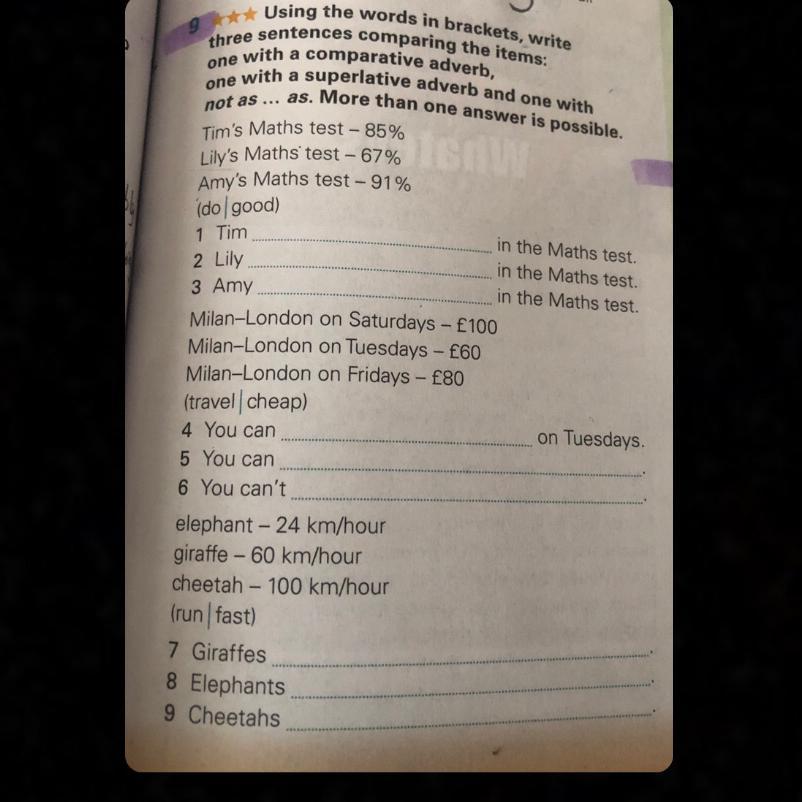 9 ★★★ Using the words in brackets, write
three sentences comparing the items:
one with a comparative adverb,
one with a superlative adverb and one with
not as ... as. More than one answer is possible.
Tim's Maths test – 85%
Lily's Maths test – 67%
Amy's Maths test – 91%
(do|good)
1 Tim ........ in the Maths test.
2 Lily ........ in the Maths test.
3 Amy ........ in the Maths test.
Milan–London on Saturdays – £100
Milan–London on Tuesdays – £60
Milan–London on Fridays – £80
(travel|cheap)
4 You can ........ on Tuesdays.
5 You can ........ .
6 You can't ........ .
elephant – 24 km/hour
giraffe – 60 km/hour
cheetah – 100 km/hour
(run|fast)
7 Giraffes ........ .
8 Elephants ........ .
9 Cheetahs ........ .